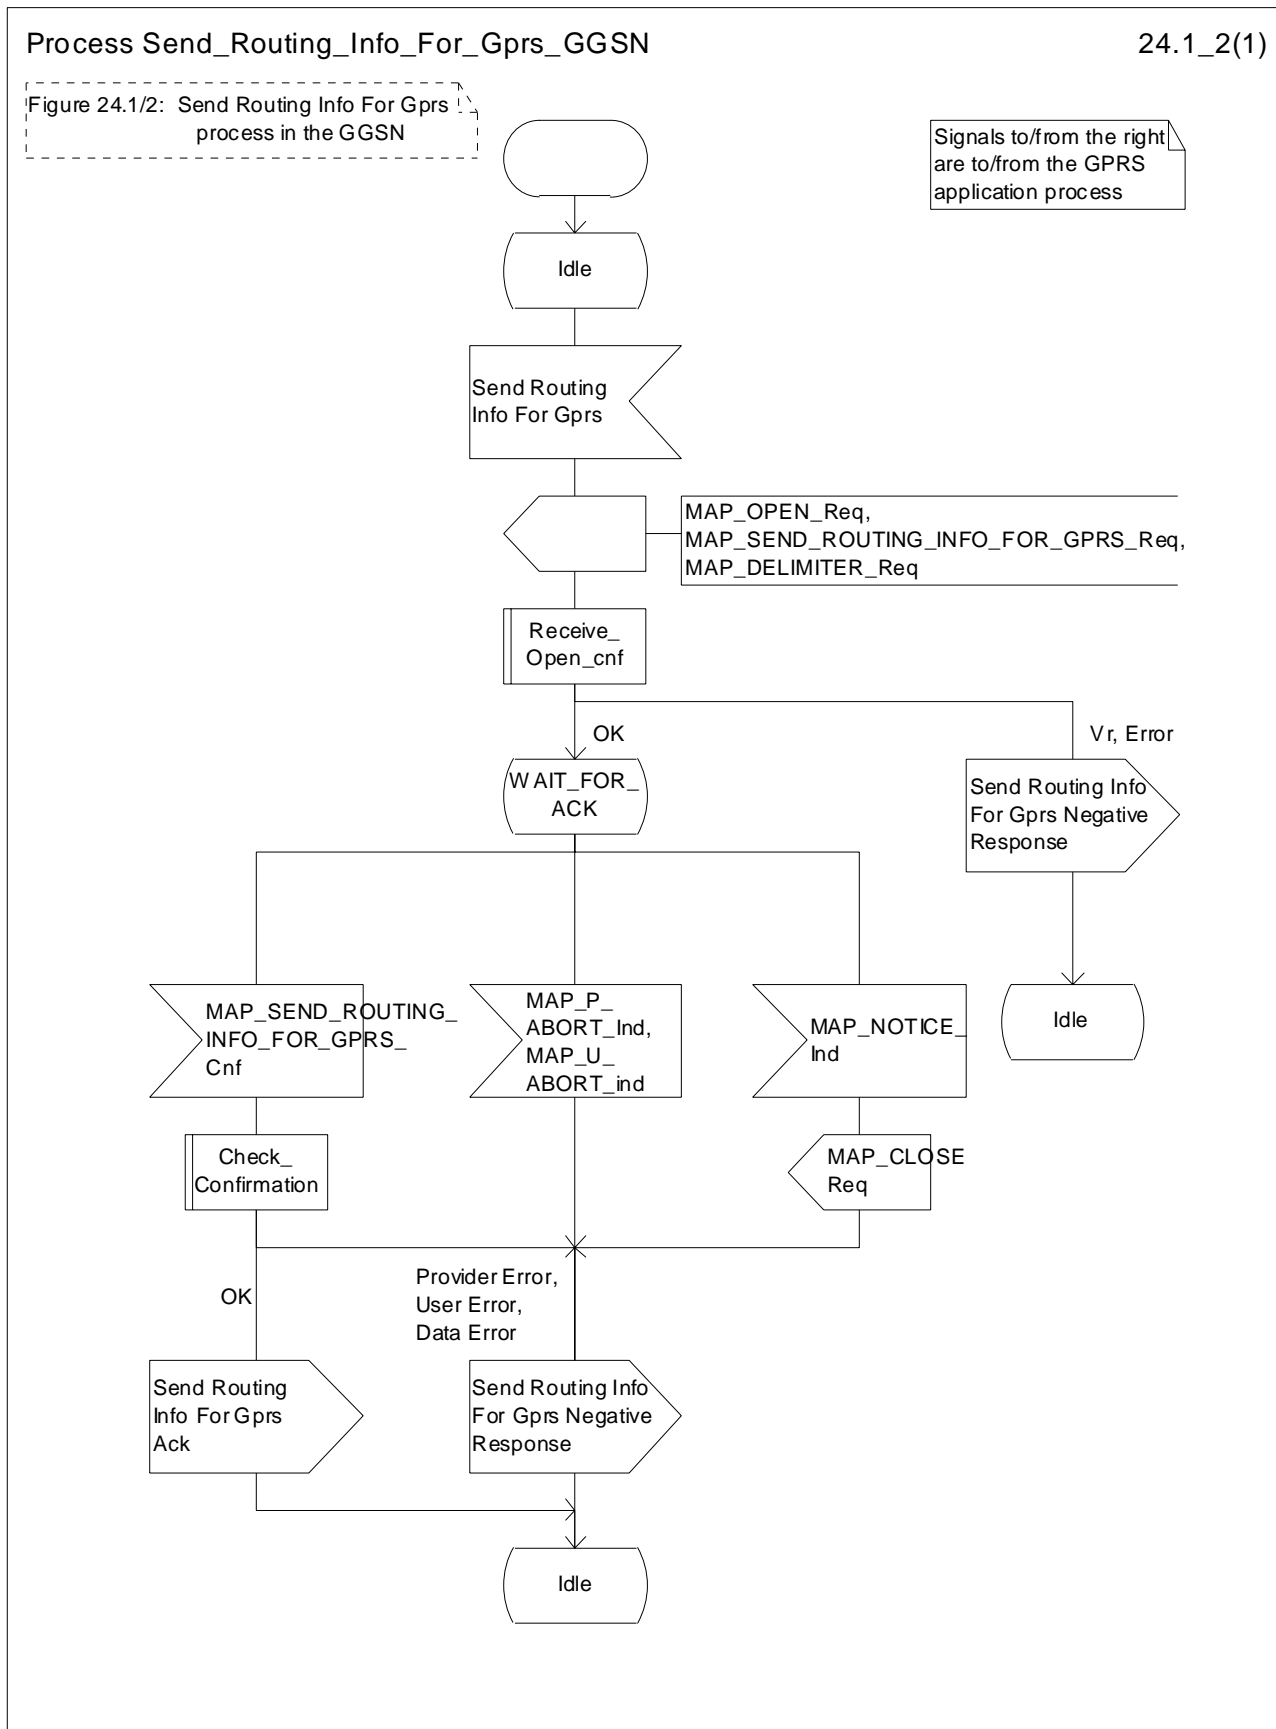 Process Send_Routing_Info_For_Gprs_GGSN
24.1_2(1)
Figure 24.1/2: Send Routing Info For Gprs
process in the GGSN
Signals to/from the right
are to/from the GPRS
application process
Idle
Send Routing
Info For Gprs
MAP_OPEN_Req,
MAP_SEND_ROUTING_INFO_FOR_GPRS_Req,
MAP_DELIMITER_Req
Receive_
Open_cnf
OK
Vr, Error
WAIT_FOR_
ACK
Send Routing Info
For Gprs Negative
Response
MAP_SEND_ROUTING_
INFO_FOR_GPRS_
Cnf
MAP_P_
ABORT_Ind,
MAP_U_
ABORT_ind
MAP_NOTICE_
Ind
Idle
Check_
Confirmation
MAP_CLOSE
Req
OK
Provider Error,
User Error,
Data Error
Send Routing
Info For Gprs
Ack
Send Routing Info
For Gprs Negative
Response
Idle